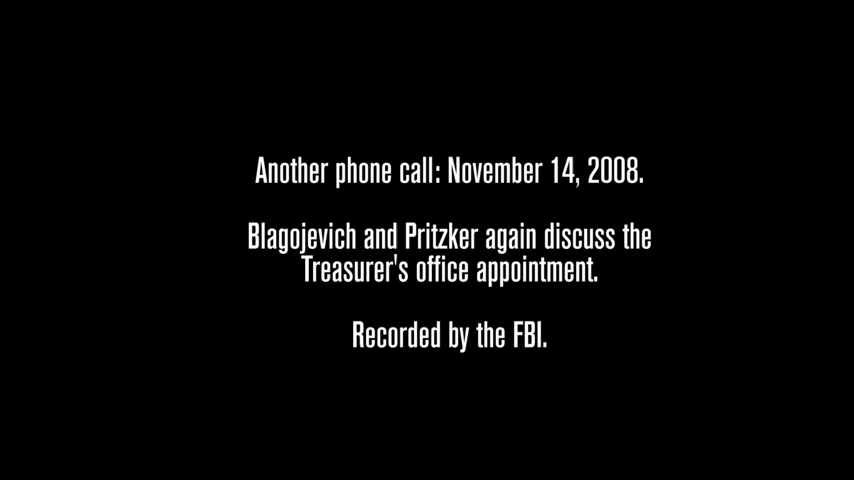 Another phone call: November 14, 2008.
Blagojevich and Pritzker again discuss the
Treasurer's office appointment.
Recorded by the FBI.